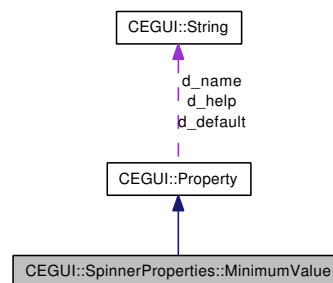 CEGUI::String
d_name
d_help
d_default
CEGUI::Property
CEGUI::SpinnerProperties::MinimumValue